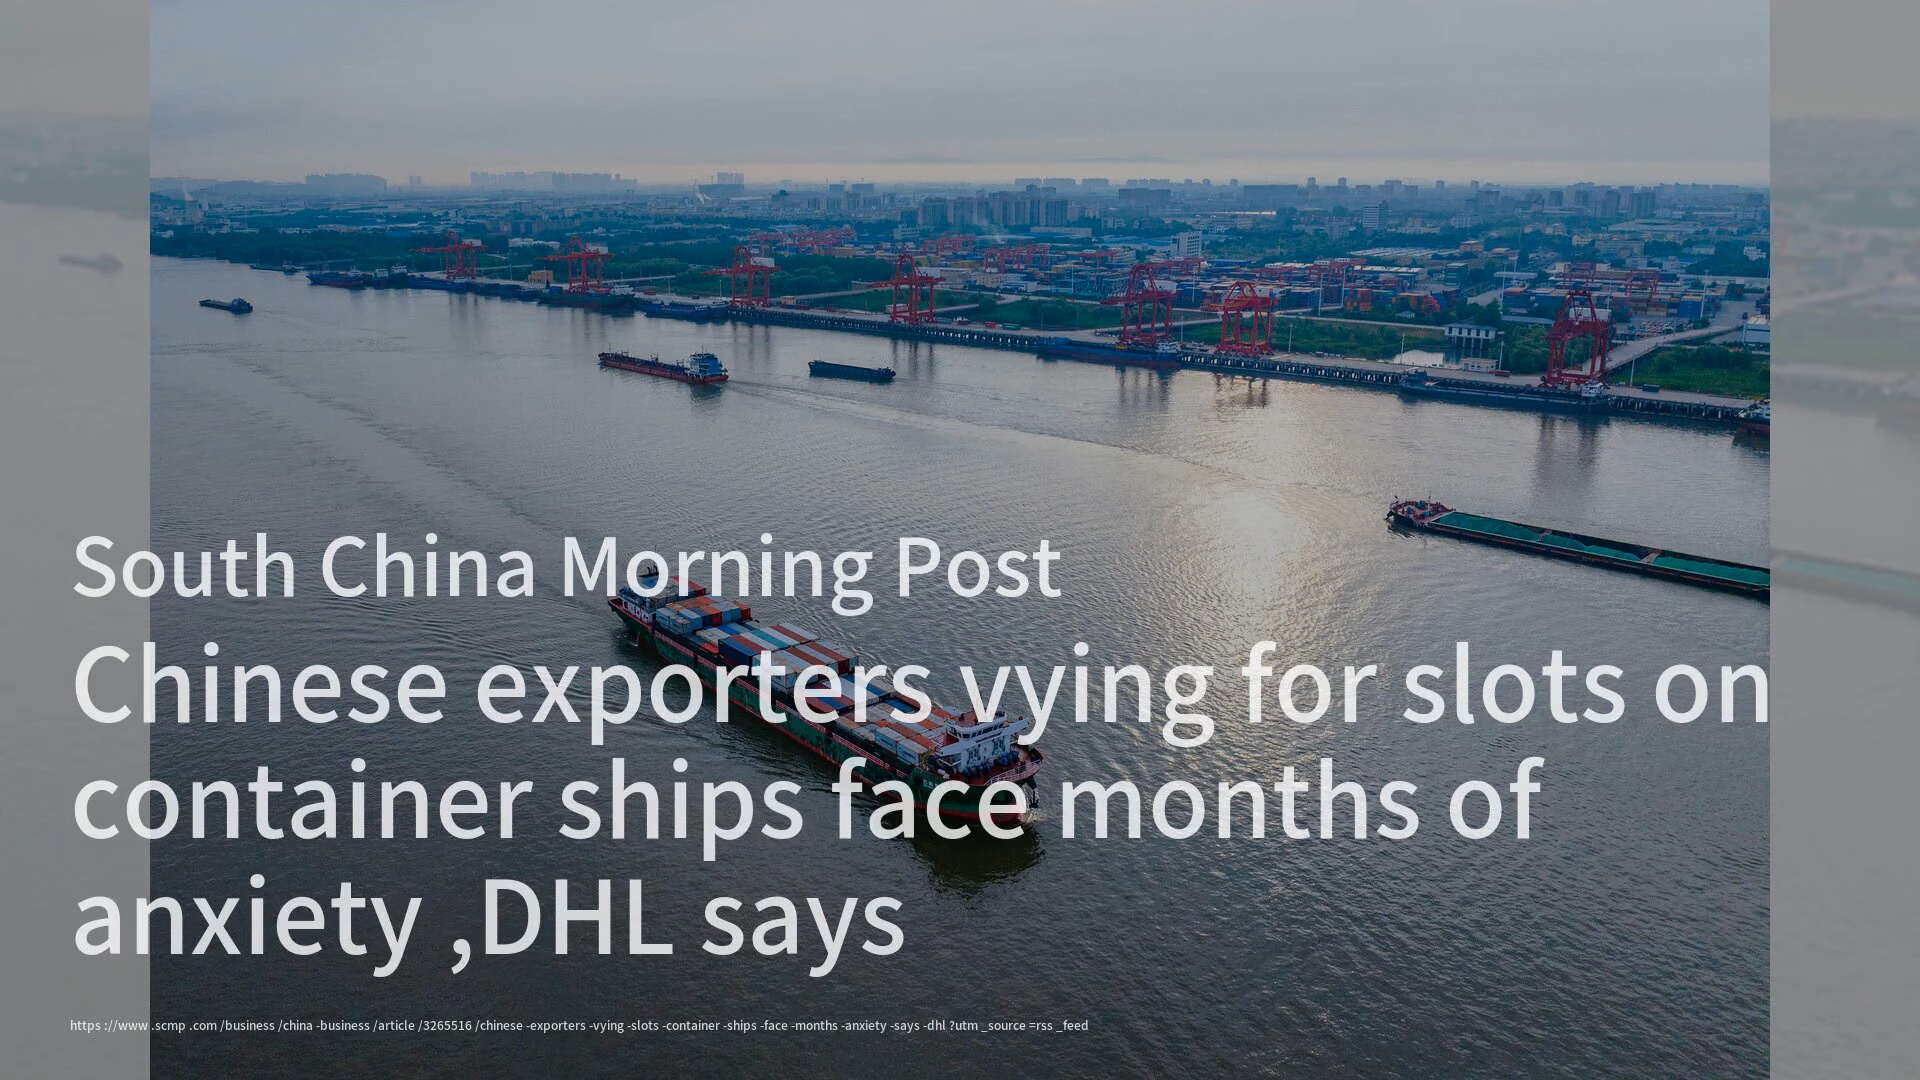 South China Morning Post
Chinese exporters vying for slots on
container ships face months of
anxiety ,DHL says
https ://www .scmp .com /business /china -business /article /3265516 /chinese -exporters -vying -slots -container -ships -face -months -anxiety -says -dhl ?utm _source =rss _feed